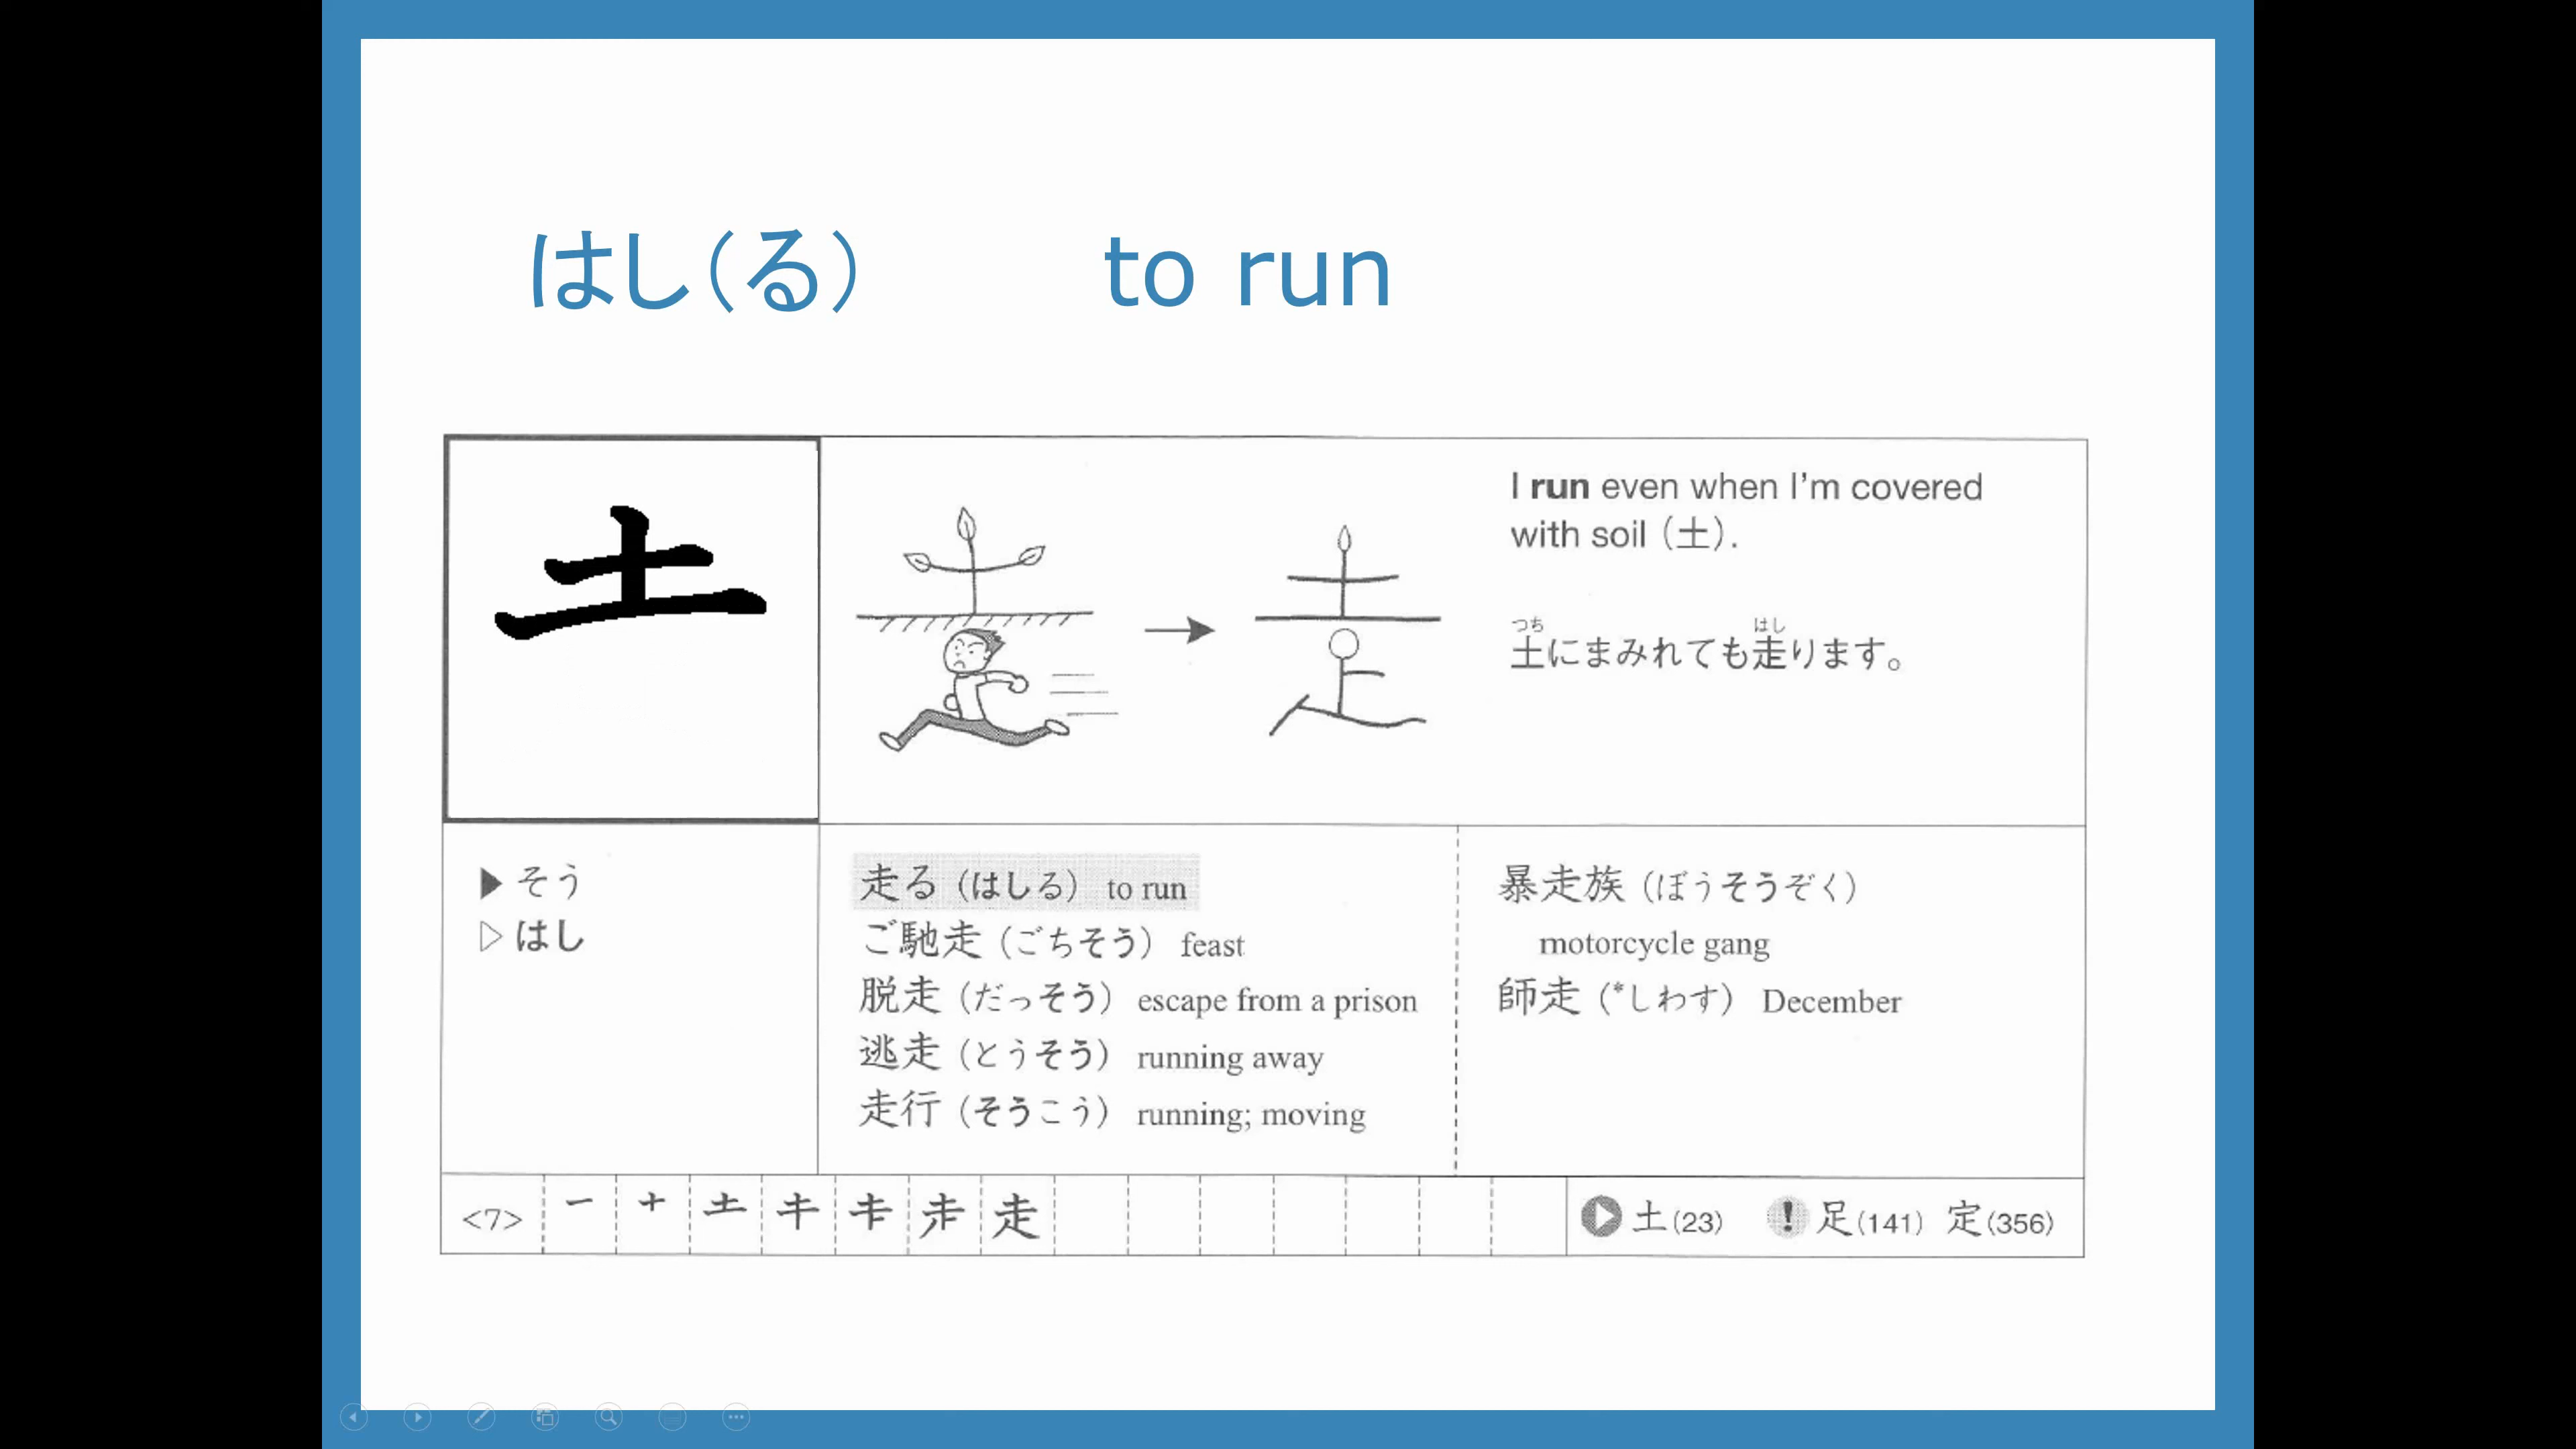 はし（る） to run
土
I run even when I'm covered
with soil (土).
つち はし
土にまみれても走ります。
▶ そう
▷ はし
走る（はしる） to run
ご馳走（ごちそう） feast
脱走（だっそう） escape from a prison
逃走（とうそう） running away
走行（そうこう） running; moving
暴走族（ぼうそうぞく）
motorcycle gang
師走（*しわす） December
<7> 一 十 土 キ 走
土(23) ! 足(141) 定(356)